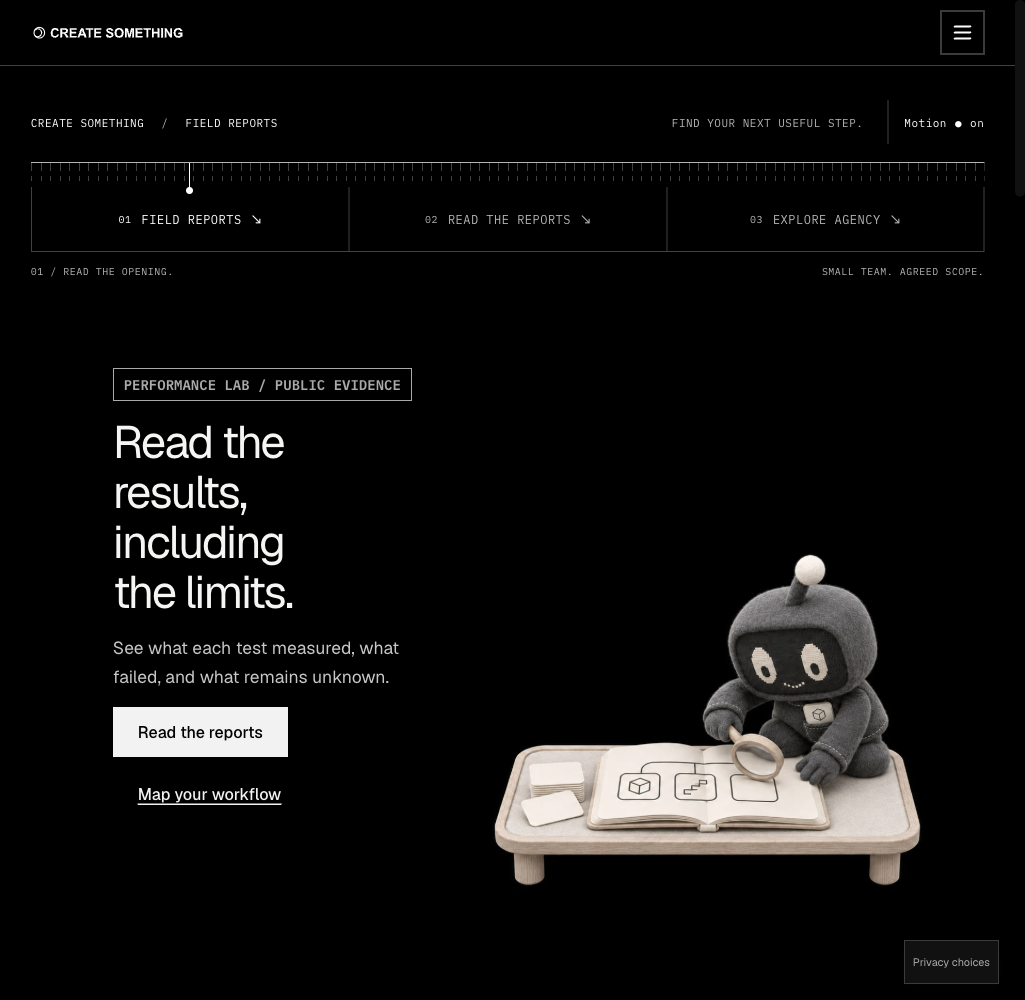 CREATE SOMETHING
CREATE SOMETHING / FIELD REPORTS
FIND YOUR NEXT USEFUL STEP.
Motion ● on
01 FIELD REPORTS ↘
02 READ THE REPORTS ↘
03 EXPLORE AGENCY ↘
01 / READ THE OPENING.
SMALL TEAM. AGREED SCOPE.
PERFORMANCE LAB / PUBLIC EVIDENCE
Read the
results,
including
the limits.
See what each test measured, what
failed, and what remains unknown.
Read the reports
Map your workflow
Privacy choices